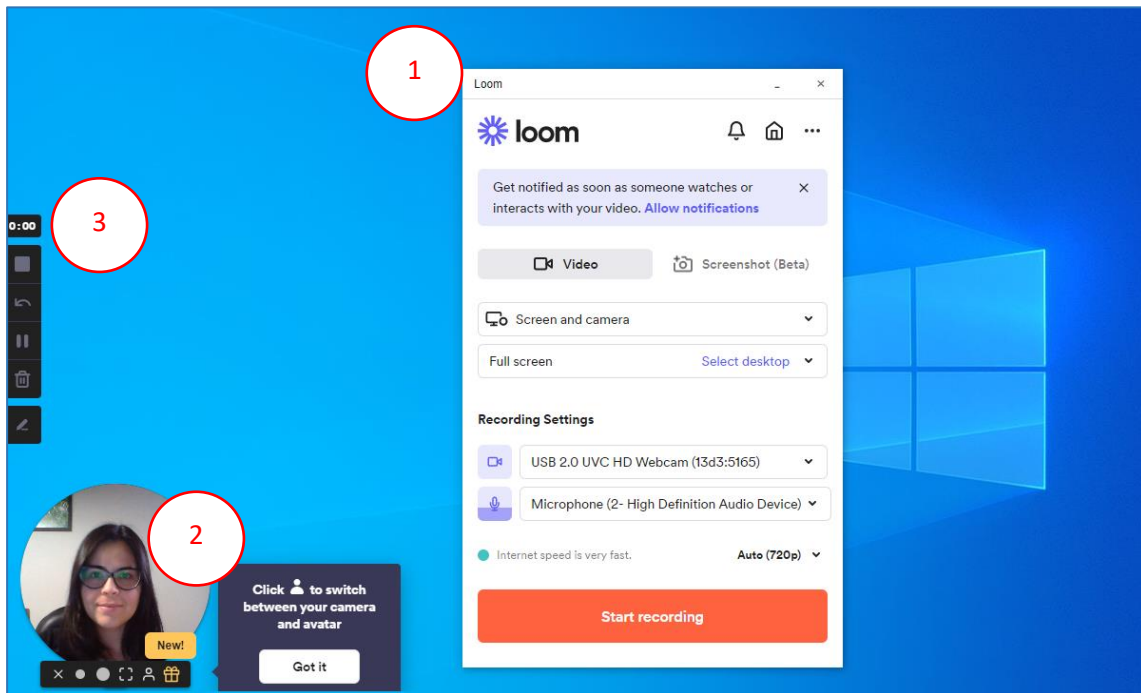 1
Loom
loom
Get notified as soon as someone watches or
interacts with your video. Allow notifications
3
0:00
Video
Screenshot (Beta)
Screen and camera
Full screen
Select desktop
Recording Settings
USB 2.0 UVC HD Webcam (13d3:5165)
Microphone (2- High Definition Audio Device)
2
Internet speed is very fast.
Auto (720p)
Click to switch
between your camera
and avatar
Start recording
New!
Got it